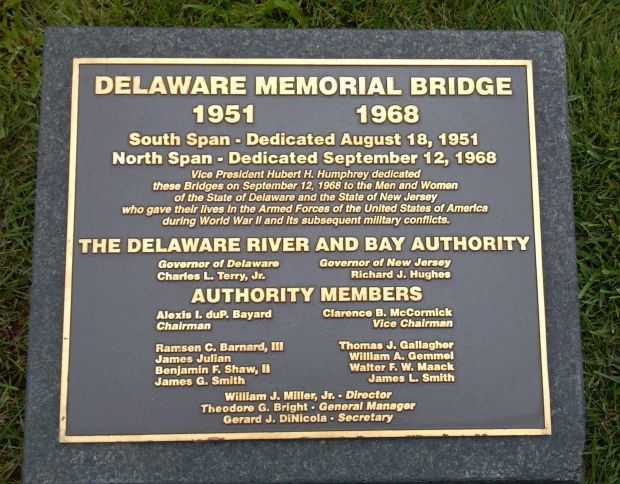 DELAWARE MEMORIAL BRIDGE
1951 1968
South Span - Dedicated August 18, 1951
North Span - Dedicated September 12, 1968
Vice President Hubert H. Humphrey dedicated
these Bridges on September 12, 1968 to the Men and Women
of the State of Delaware and the State of New Jersey
who gave their lives in the Armed Forces of the United States of America
during World War II and its subsequent military conflicts.
THE DELAWARE RIVER AND BAY AUTHORITY
Governor of Delaware Governor of New Jersey
Charles L. Terry, Jr. Richard J. Hughes
AUTHORITY MEMBERS
Alexis I. duP. Bayard Clarence B. McCormick
Chairman Vice Chairman
Ramsen C. Barnard, III Thomas J. Gallagher
James Julian William A. Gemmel
Benjamin F. Shaw, II Walter F. W. Maack
James G. Smith James L. Smith
William J. Miller, Jr. - Director
Theodore G. Bright - General Manager
Gerard J. DiNicola - Secretary